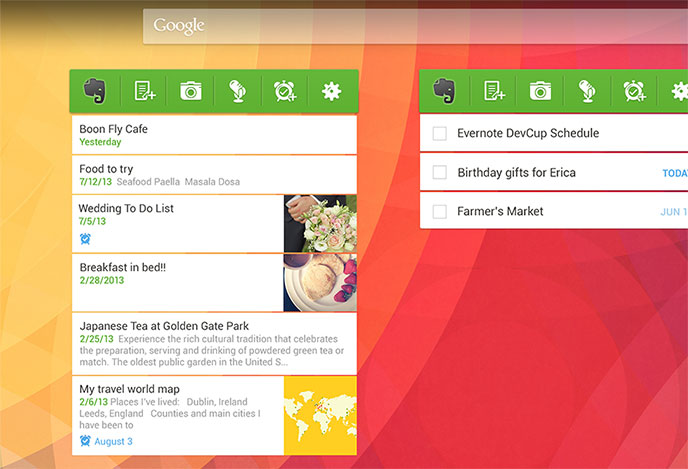 Google
Boon Fly Cafe
Yesterday
Food to try
7/12/13 Seafood Paella Masala Dosa
Wedding To Do List
7/5/13
Breakfast in bed!!
2/28/2013
Japanese Tea at Golden Gate Park
2/25/13 Experience the rich cultural tradition that celebrates
the preparation, serving and drinking of powdered green tea or
match. The oldest public garden in the United S...
My travel world map
2/6/13 Places I've lived: Dublin, Ireland
Leeds, England Counties and main cities I
have been to
August 3
Evernote DevCup Schedule
Birthday gifts for Erica TODA
Farmer's Market JUN 1